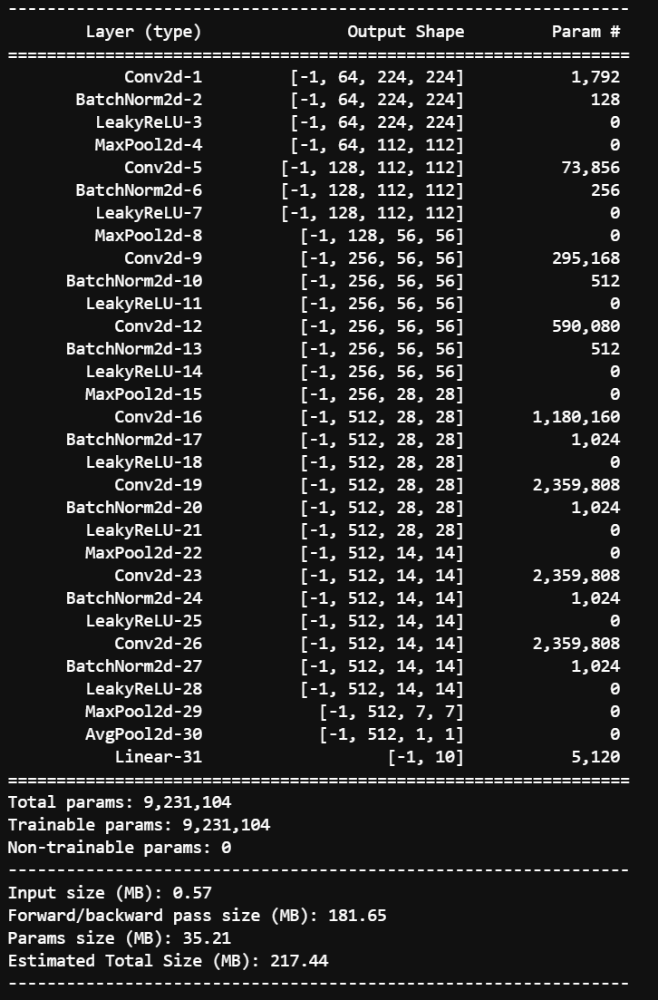 ----------------------------------------------------------------
Layer (type) Output Shape Param #
================================================================
Conv2d-1 [-1, 64, 224, 224] 1,792
BatchNorm2d-2 [-1, 64, 224, 224] 128
LeakyReLU-3 [-1, 64, 224, 224] 0
MaxPool2d-4 [-1, 64, 112, 112] 0
Conv2d-5 [-1, 128, 112, 112] 73,856
BatchNorm2d-6 [-1, 128, 112, 112] 256
LeakyReLU-7 [-1, 128, 112, 112] 0
MaxPool2d-8 [-1, 128, 56, 56] 0
Conv2d-9 [-1, 256, 56, 56] 295,168
BatchNorm2d-10 [-1, 256, 56, 56] 512
LeakyReLU-11 [-1, 256, 56, 56] 0
Conv2d-12 [-1, 256, 56, 56] 590,080
BatchNorm2d-13 [-1, 256, 56, 56] 512
LeakyReLU-14 [-1, 256, 56, 56] 0
MaxPool2d-15 [-1, 256, 28, 28] 0
Conv2d-16 [-1, 512, 28, 28] 1,180,160
BatchNorm2d-17 [-1, 512, 28, 28] 1,024
LeakyReLU-18 [-1, 512, 28, 28] 0
Conv2d-19 [-1, 512, 28, 28] 2,359,808
BatchNorm2d-20 [-1, 512, 28, 28] 1,024
LeakyReLU-21 [-1, 512, 28, 28] 0
MaxPool2d-22 [-1, 512, 14, 14] 0
Conv2d-23 [-1, 512, 14, 14] 2,359,808
BatchNorm2d-24 [-1, 512, 14, 14] 1,024
LeakyReLU-25 [-1, 512, 14, 14] 0
Conv2d-26 [-1, 512, 14, 14] 2,359,808
BatchNorm2d-27 [-1, 512, 14, 14] 1,024
LeakyReLU-28 [-1, 512, 14, 14] 0
MaxPool2d-29 [-1, 512, 7, 7] 0
AvgPool2d-30 [-1, 512, 1, 1] 0
Linear-31 [-1, 10] 5,120
================================================================
Total params: 9,231,104
Trainable params: 9,231,104
Non-trainable params: 0
----------------------------------------------------------------
Input size (MB): 0.57
Forward/backward pass size (MB): 181.65
Params size (MB): 35.21
Estimated Total Size (MB): 217.44
----------------------------------------------------------------